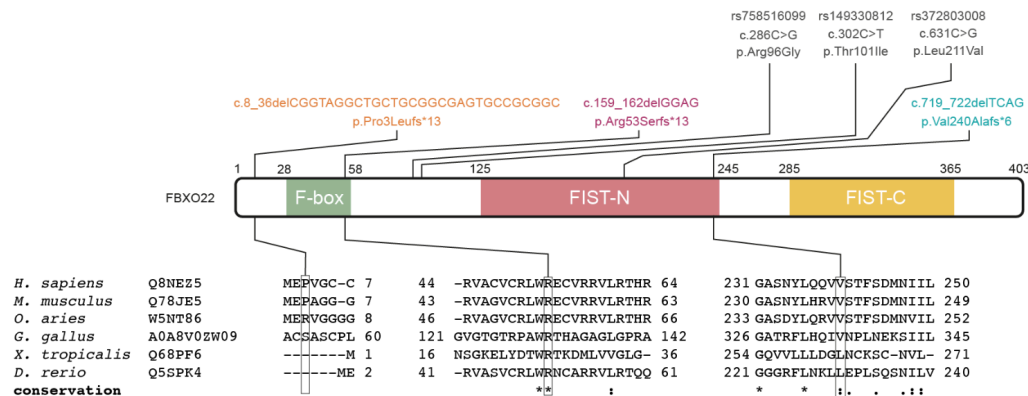 rs758516099 rs149330812 rs372803008
c.286C>G c.302C>T c.631C>G
p.Arg96Gly p.Thr101Ile p.Leu211Val
c.8_36delCGGTAGGCTGCTGCGGCGAGTGCCGCGGC c.159_162delGGAG c.719_722delTCAG
p.Pro3Leufs*13 p.Arg53Serfs*13 p.Val240Alafs*6
1 28 58 125 245 285 365 403
FBXO22 F-box FIST-N FIST-C
H. sapiens Q8NEZ5 MEPVGC-C 7 44 -RVACVCRLWRECVRRVLRTHR 64 231 GASNYLQQVVSTFSDMNIIL 250
M. musculus Q78JE5 MEPAGG-G 7 43 -RVAGVCRLWRECVRRVLRTHR 63 230 GASNYLHRVVSTFSDMNIIL 249
O. aries W5NT86 MERVGGGG 8 46 -RVAVVCRLWRECVRRVLRTHR 66 233 GASDYLQRVVSTFSDMNIIL 252
G. gallus A0A8V0ZW09 ACSASCPL 60 121 GVGTGTRPAWRTHAGAGLGPRA 142 326 GATRFLHQIVNPLNEKSIIL 345
X. tropicalis Q68PF6 -------M 1 16 NSGKELYDTWRTKDMLVVGLG- 36 254 GQVVLLLDGLNCKSC-NVL- 271
D. rerio Q5SPK4 ------ME 2 41 -RVASVCRLWRNCARRVLRTQQ 61 221 GGGRFLNKLLEPLSQSNILV 240
conservation ** : * * :. . .::